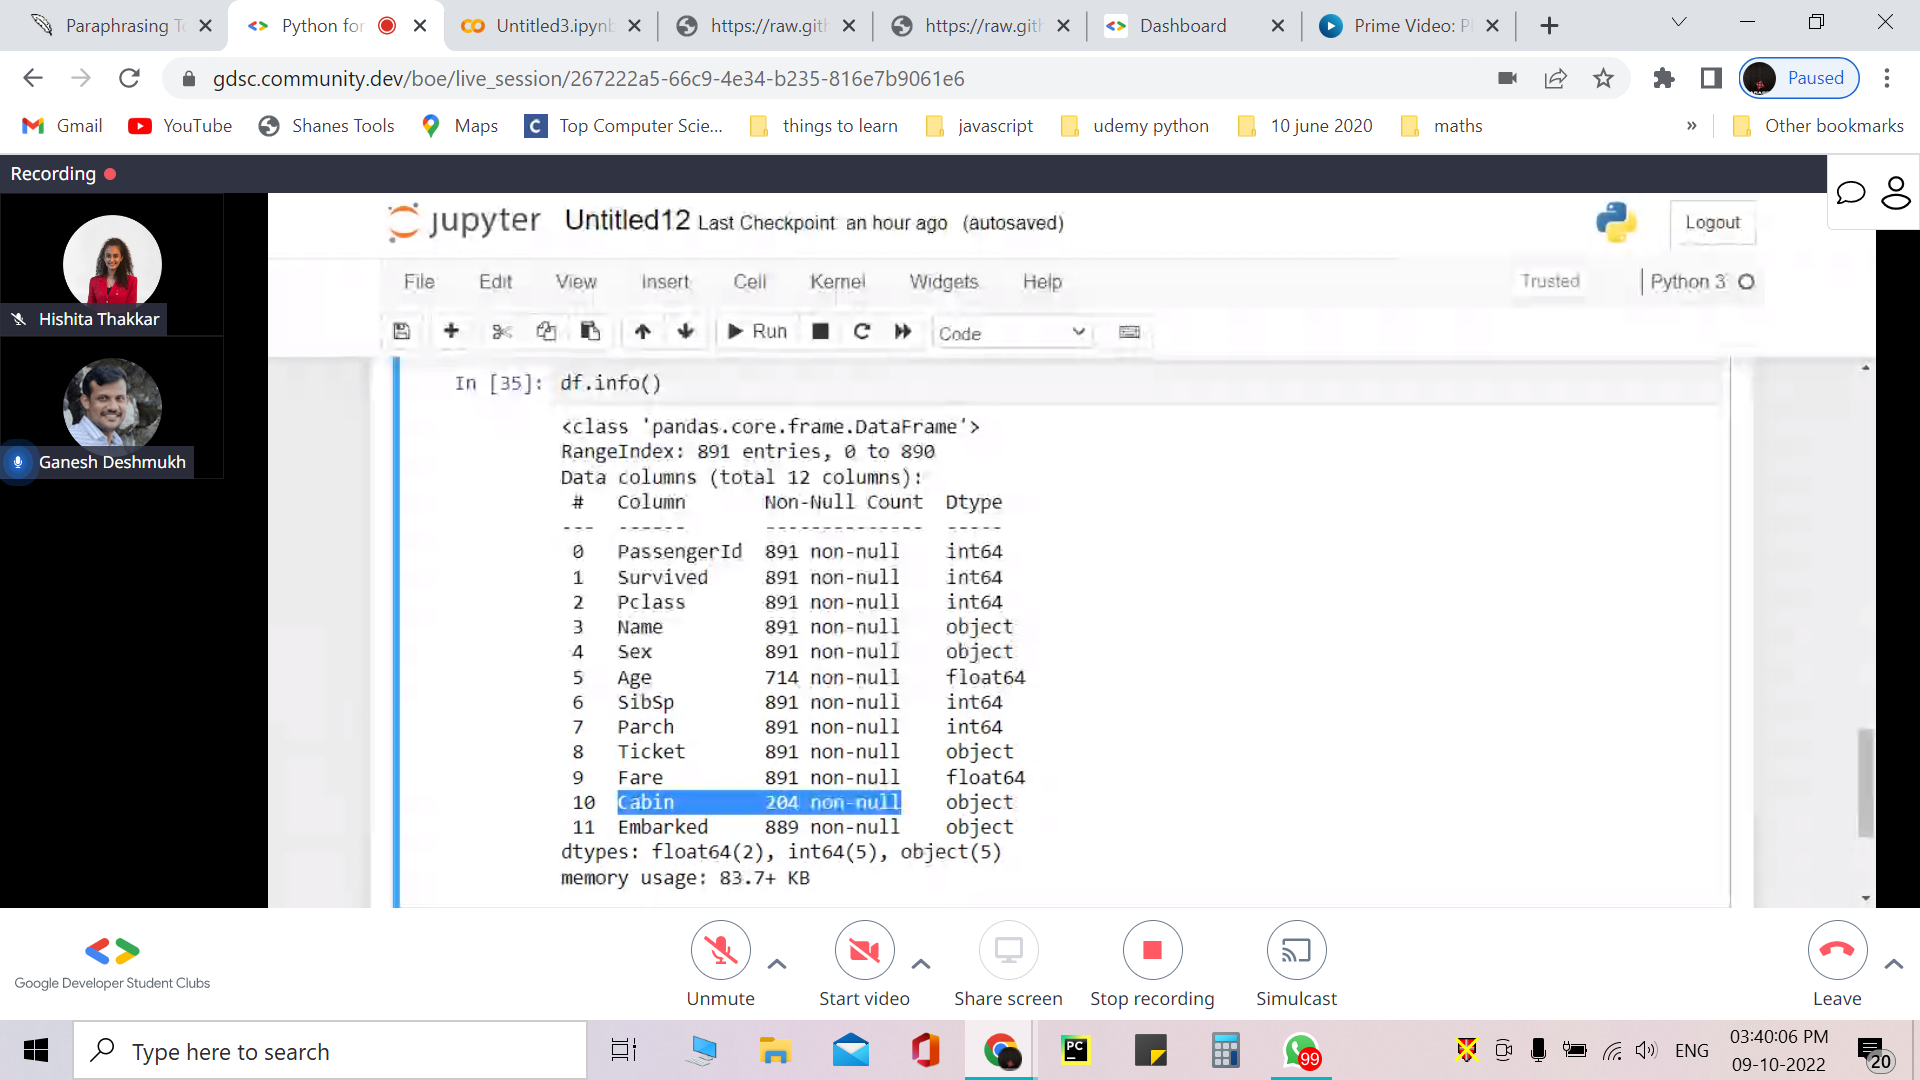 Paraphrasing To
Python for
Untitled3.ipynb
https://raw.gith
https://raw.gith
Dashboard
Prime Video: Pl
gdsc.community.dev/boe/live_session/267222a5-66c9-4e34-b235-816e7b9061e6
Paused
Gmail YouTube Shanes Tools Maps Top Computer Scie... things to learn javascript udemy python 10 june 2020 maths » Other bookmarks
Recording
Hishita Thakkar
Ganesh Deshmukh
jupyter Untitled12 Last Checkpoint an hour ago (autosaved)
Logout
File Edit View Insert Cell Kernel Widgets Help
Trusted Python 3
Run Code
In [35]: df.info()
<class 'pandas.core.frame.DataFrame'>
RangeIndex: 891 entries, 0 to 890
Data columns (total 12 columns):
# Column Non-Null Count Dtype
--- ------ -------------- -----
0 PassengerId 891 non-null int64
1 Survived 891 non-null int64
2 Pclass 891 non-null int64
3 Name 891 non-null object
4 Sex 891 non-null object
5 Age 714 non-null float64
6 SibSp 891 non-null int64
7 Parch 891 non-null int64
8 Ticket 891 non-null object
9 Fare 891 non-null float64
10 Cabin 204 non-null object
11 Embarked 889 non-null object
dtypes: float64(2), int64(5), object(5)
memory usage: 83.7+ KB
Google Developer Student Clubs
Unmute
Start video
Share screen
Stop recording
Simulcast
Leave
Type here to search
PC
99
ENG
03:40:06 PM
09-10-2022
20